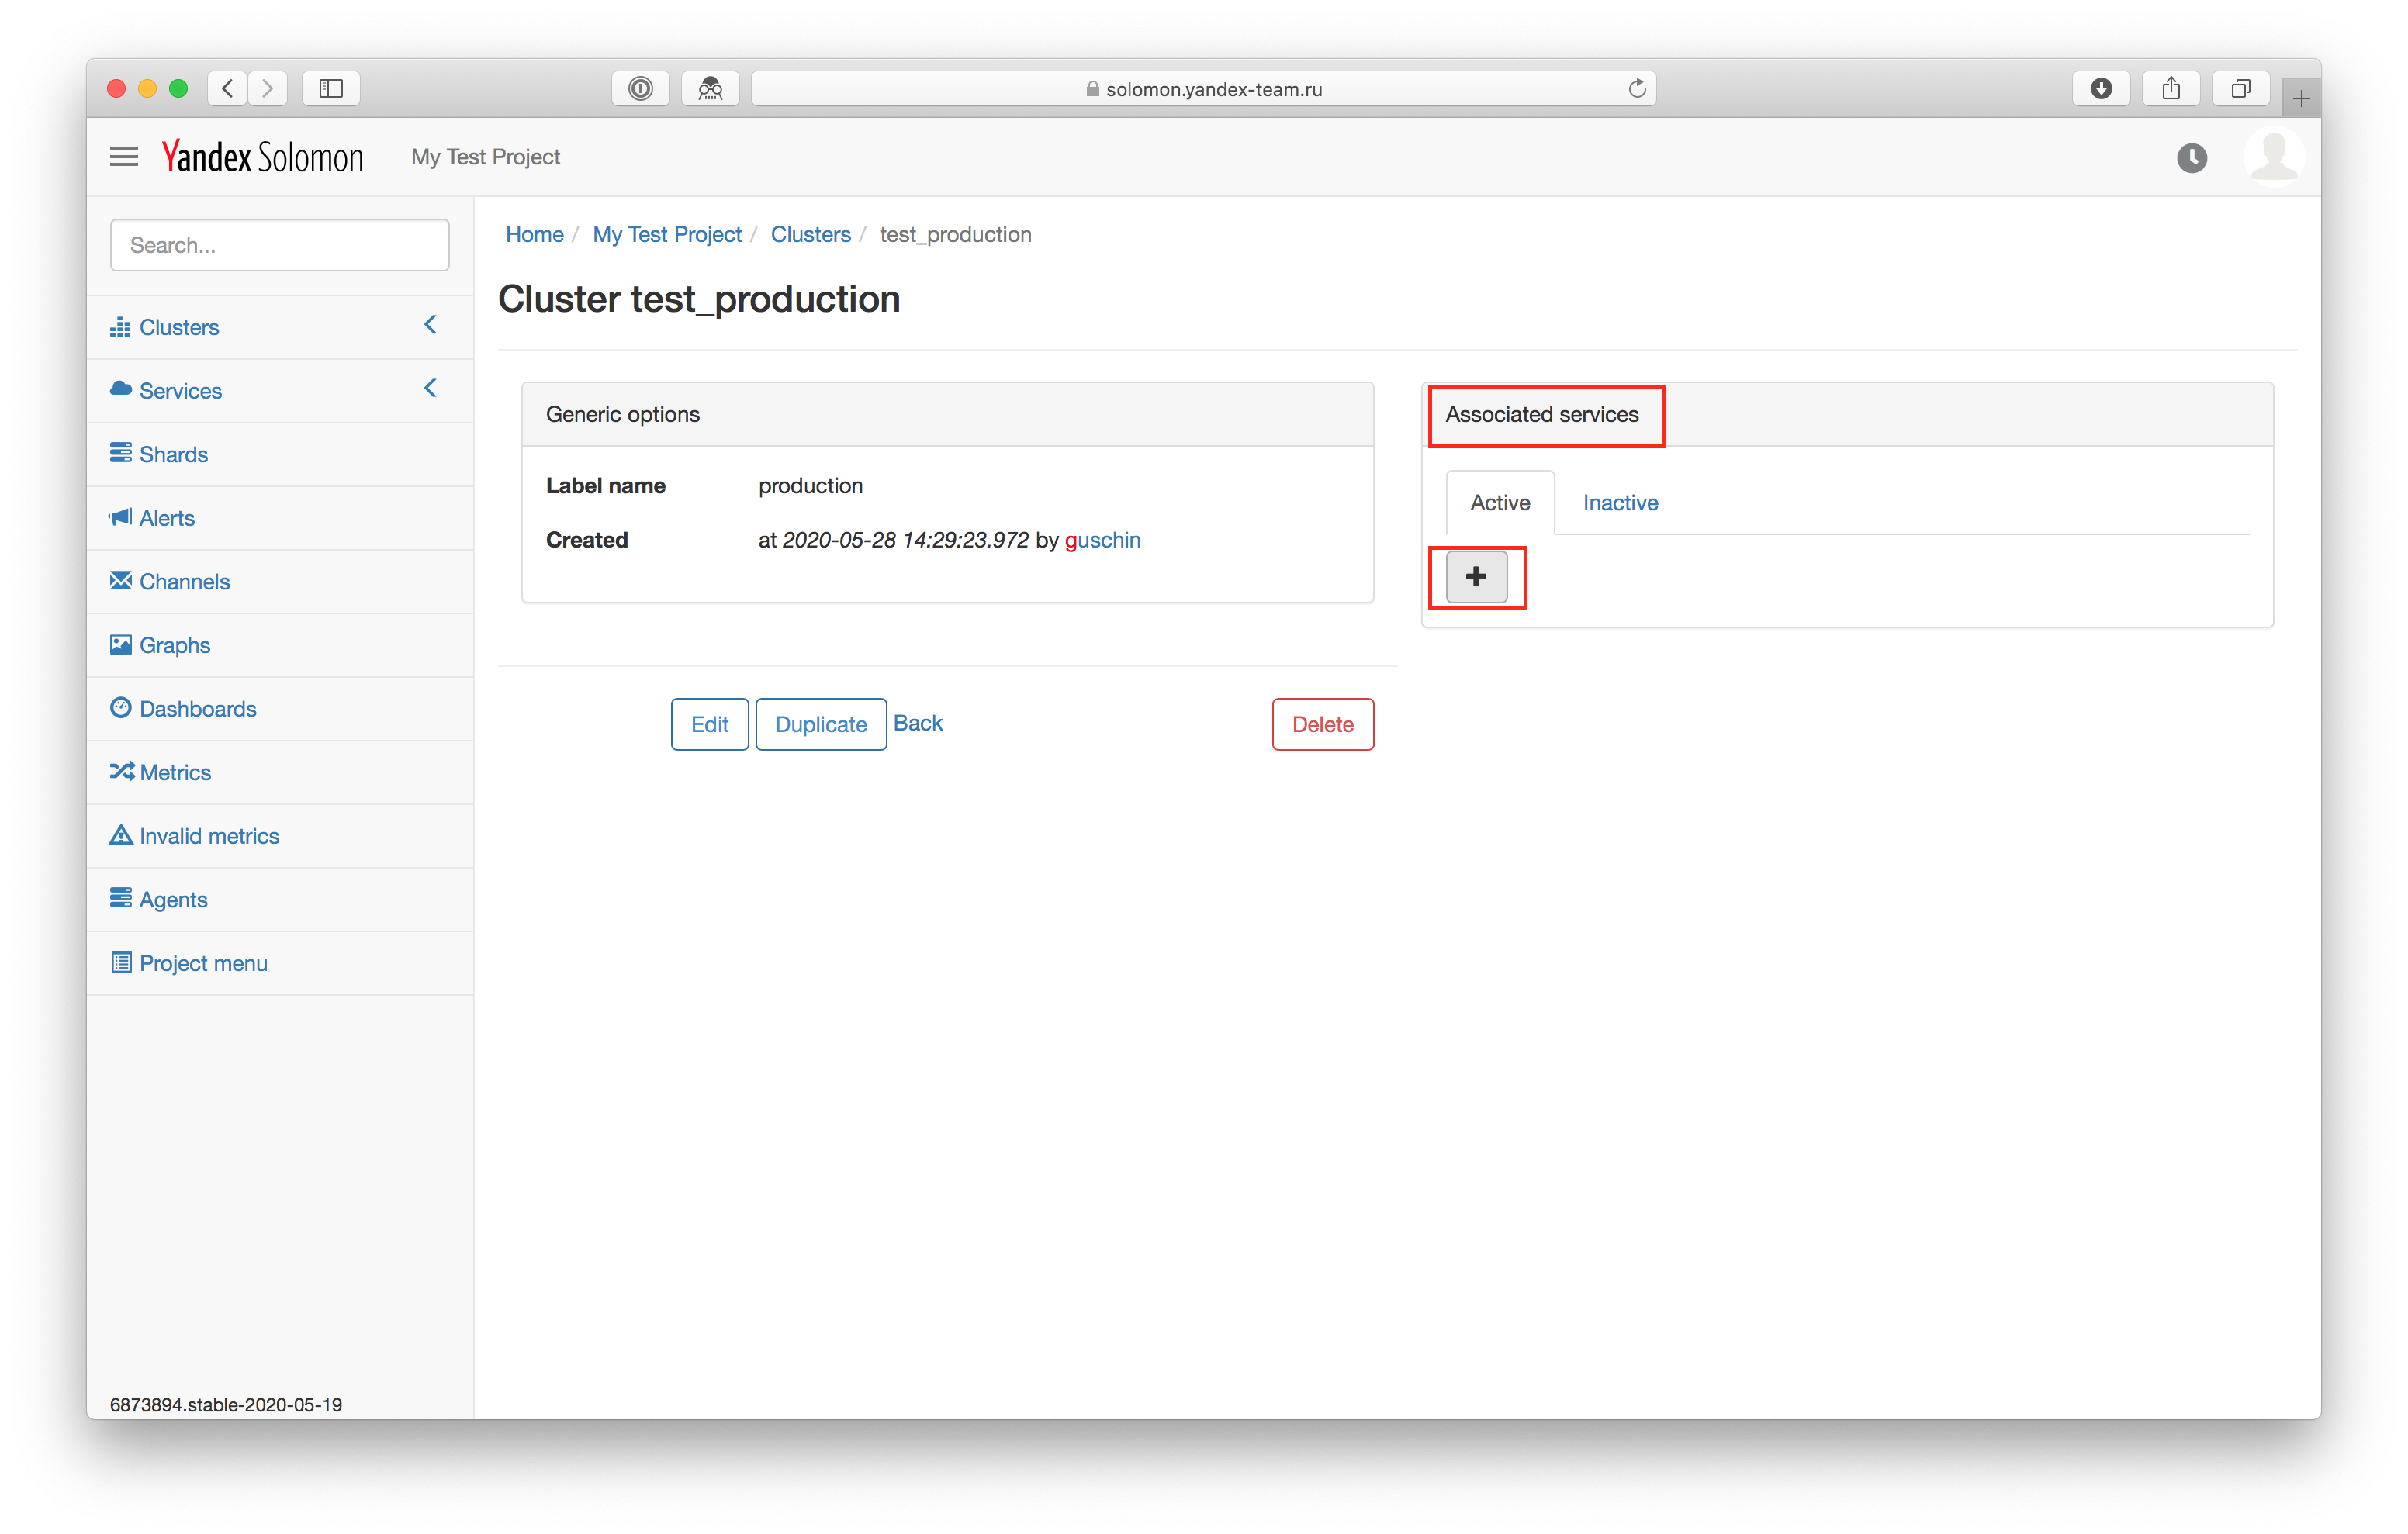 solomon.yandex-team.ru
Yandex Solomon
My Test Project
Search...
Clusters
Services
Shards
Alerts
Channels
Graphs
Dashboards
Metrics
Invalid metrics
Agents
Project menu
6873894.stable-2020-05-19
Home / My Test Project / Clusters / test_production
Cluster test_production
Generic options
Label name production
Created at 2020-05-28 14:29:23.972 by guschin
Edit Duplicate Back Delete
Associated services
Active Inactive